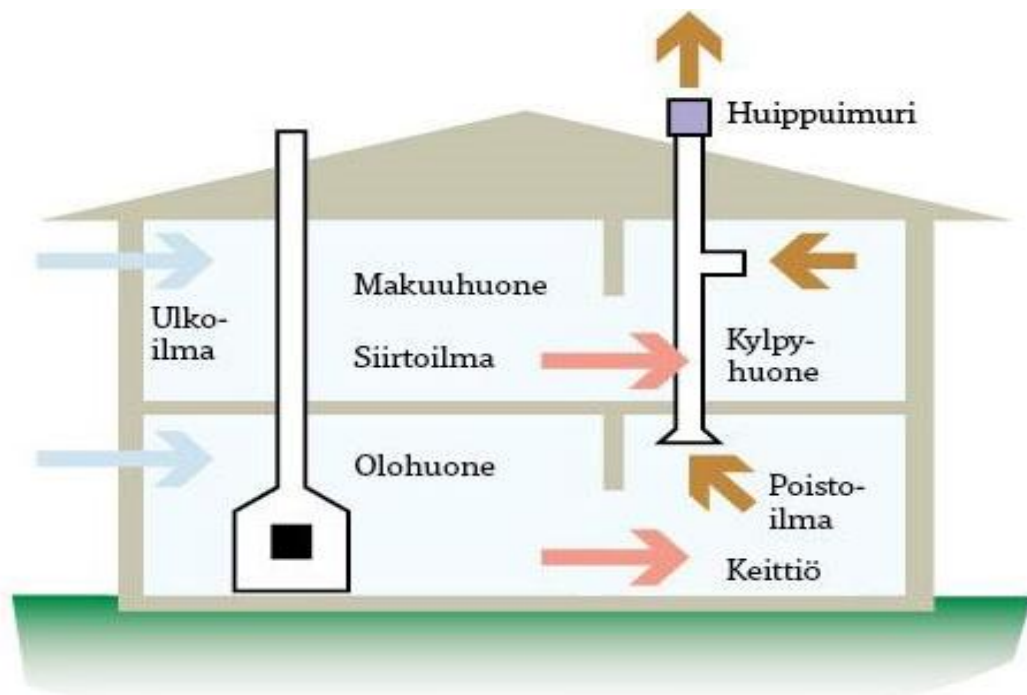 Huippuimuri
Makuuhuone
Ulko-
ilma
Siirtoilma
Kylpy-
huone
Olohuone
Poisto-
ilma
Keittiö